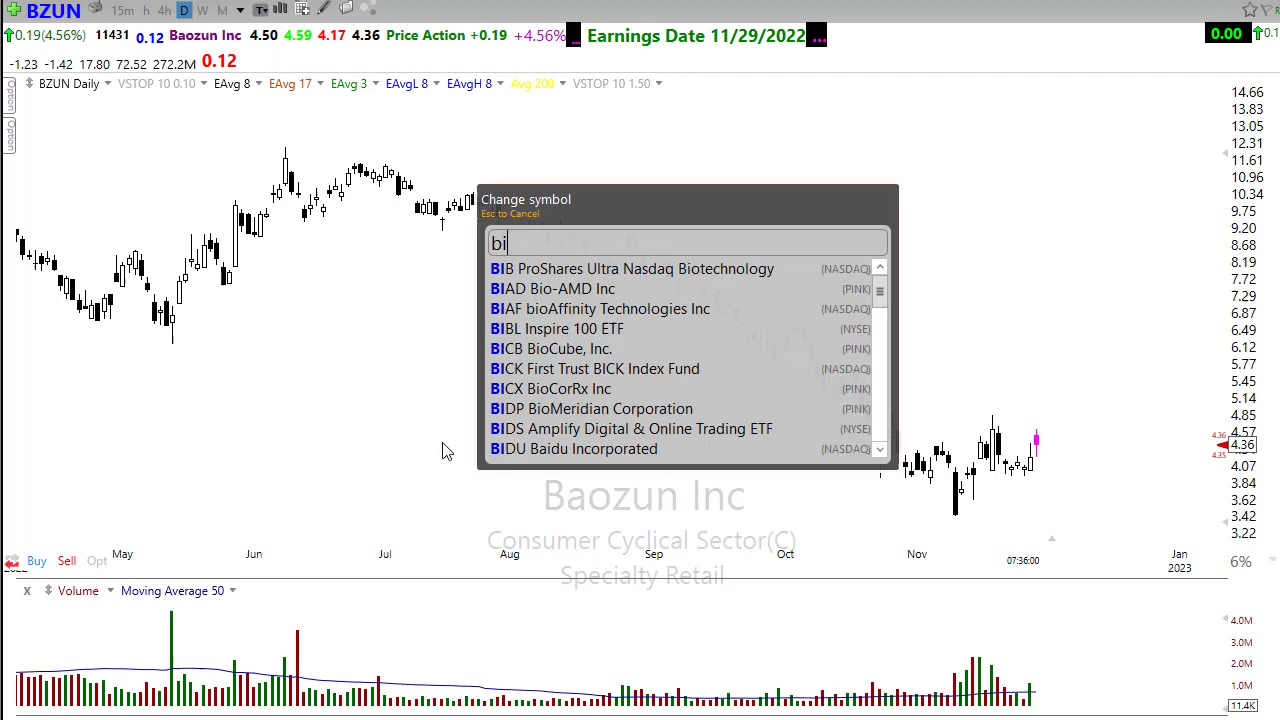 BZUN 15m h 4h D W M
0.19(4.56%) 11431 0.12 Baozun Inc 4.50 4.59 4.17 4.36 Price Action +0.19 +4.56% ... Earnings Date 11/29/2022 ... 0.00 0.1
-1.23 -1.42 17.80 72.52 272.2M 0.12
Option
Option
BZUN Daily VSTOP 10 0.10 EAvg 8 EAvg 17 EAvg 3 EAvgL 8 EAvgH 8 Avg 200 VSTOP 10 1.50
14.66
13.83
13.05
12.31
11.61
10.96
10.34
9.75
9.20
8.68
8.19
7.72
7.29
6.87
6.49
6.12
5.77
5.45
5.14
4.85
4.57
4.36
4.36
4.35
4.07
3.84
3.62
3.42
3.22
6%
Change symbol
Esc to Cancel
bi
BIB ProShares Ultra Nasdaq Biotechnology (NASDAQ)
BIAD Bio-AMD Inc (PINK)
BIAF bioAffinity Technologies Inc (NASDAQ)
BIBL Inspire 100 ETF (NYSE)
BICB BioCube, Inc. (PINK)
BICK First Trust BICK Index Fund (NASDAQ)
BICX BioCorRx Inc (PINK)
BIDP BioMeridian Corporation (PINK)
BIDS Amplify Digital & Online Trading ETF (NYSE)
BIDU Baidu Incorporated (NASDAQ)
Baozun Inc
Consumer Cyclical Sector(C)
Specialty Retail
Buy Sell Opt
May Jun Jul Aug Sep Oct Nov 07:36:00 Jan
2023
x Volume Moving Average 50
4.0M
3.0M
2.0M
1.0M
11.4K